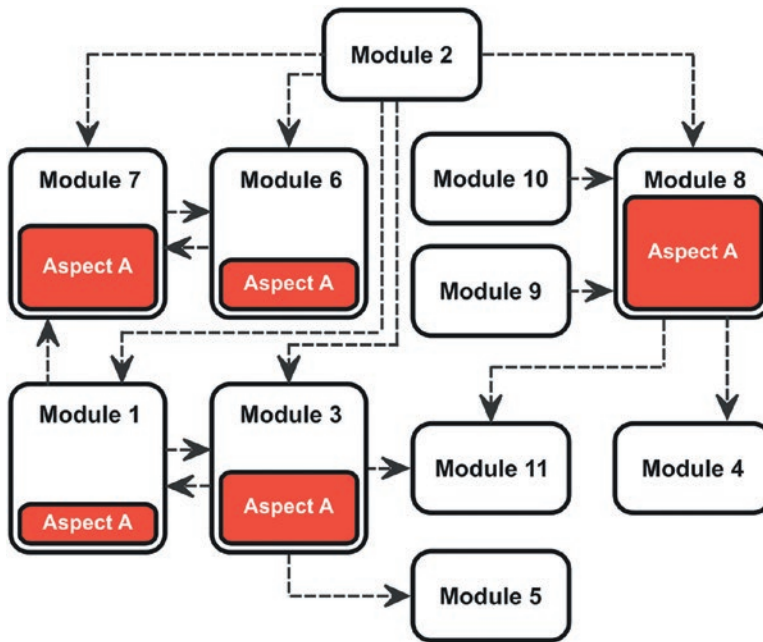 Module 2
Module 7
Module 6
Module 10
Module 8
Aspect A
Aspect A
Aspect A
Module 9
Module 1
Module 3
Module 11
Module 4
Aspect A
Aspect A
Module 5